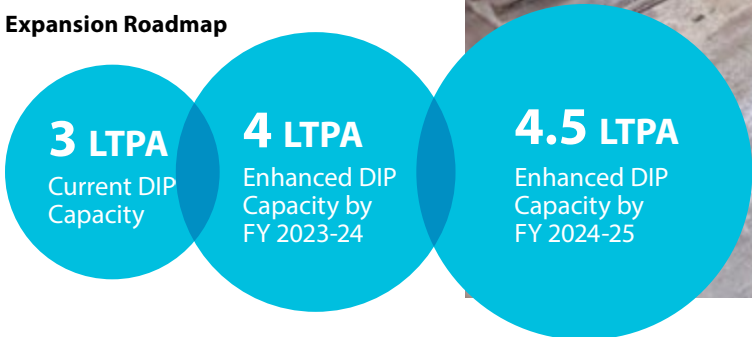 Expansion Roadmap
3 LTPA
Current DIP
Capacity
4 LTPA
Enhanced DIP
Capacity by
FY 2023-24
4.5 LTPA
Enhanced DIP
Capacity by
FY 2024-25